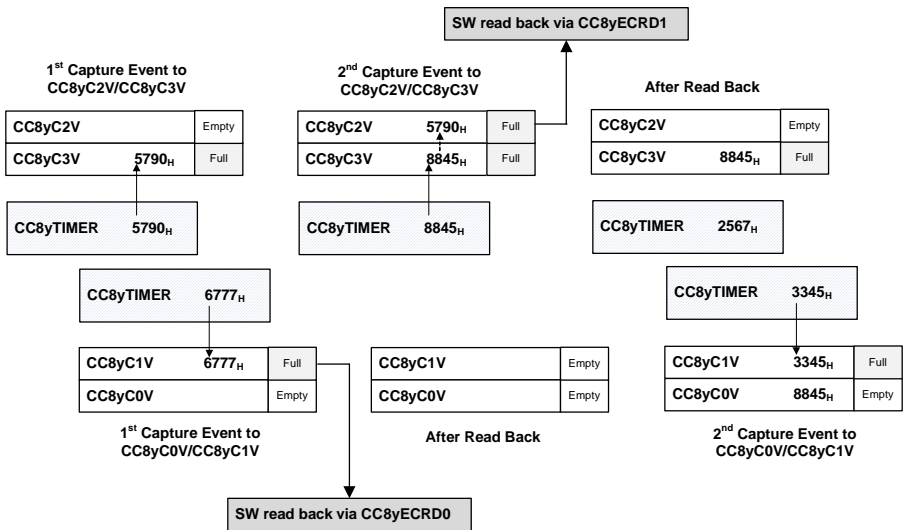 SW read back via CC8yECRD1
1st Capture Event to
CC8yC2V/CC8yC3V
2nd Capture Event to
CC8yC2V/CC8yC3V
After Read Back
CC8yC2V Empty
CC8yC3V 5790H Full
CC8yC2V 5790H Full
CC8yC3V 8845H Full
CC8yC2V Empty
CC8yC3V 8845H Full
CC8yTIMER 5790H
CC8yTIMER 8845H
CC8yTIMER 2567H
CC8yTIMER 6777H
CC8yTIMER 3345H
CC8yC1V 6777H Full
CC8yC0V Empty
CC8yC1V Empty
CC8yC0V Empty
CC8yC1V 3345H Full
CC8yC0V 8845H Empty
1st Capture Event to
CC8yC0V/CC8yC1V
After Read Back
2nd Capture Event to
CC8yC0V/CC8yC1V
SW read back via CC8yECRD0